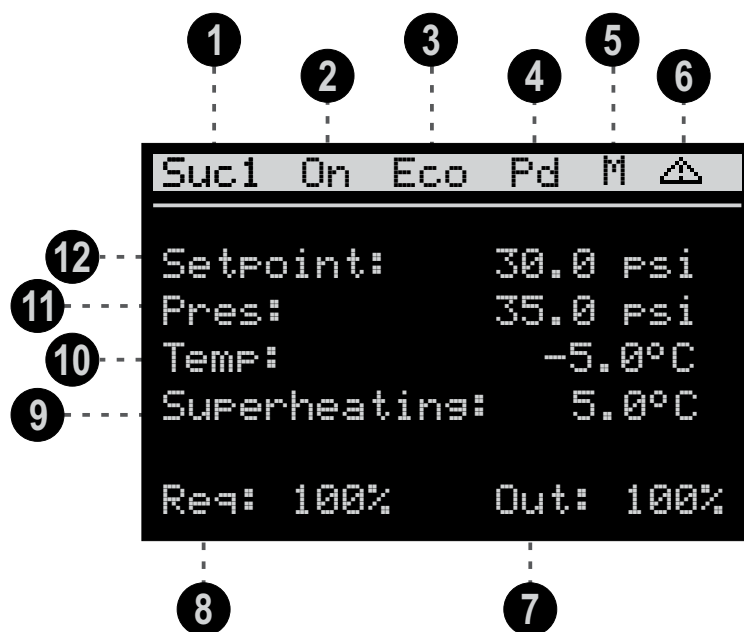 1 2 3 4 5 6
Suc1 On Eco Pd M ⚠
12 Setpoint: 30.0 psi
11 Pres: 35.0 psi
10 Temp: -5.0°C
9 Superheating: 5.0°C
Req: 100% Out: 100%
8 7